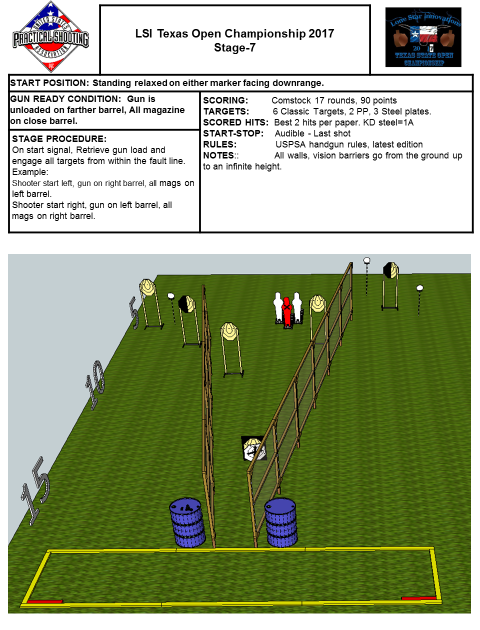 UNITED STATES
PRACTICAL SHOOTING
ASSOCIATION
LSI Texas Open Championship 2017
Stage-7
Lone Star Innovations
20 17
TEXAS STATE OPEN
CHAMPIONSHIP
START POSITION: Standing relaxed on either marker facing downrange.
GUN READY CONDITION: Gun is
unloaded on farther barrel, All magazine
on close barrel.
STAGE PROCEDURE:
On start signal, Retrieve gun load and
engage all targets from within the fault line.
Example:
Shooter start left, gun on right barrel, all mags on
left barrel.
Shooter start right, gun on left barrel, all
mags on right barrel.
SCORING: Comstock 17 rounds, 90 points
TARGETS: 6 Classic Targets, 2 PP, 3 Steel plates.
SCORED HITS: Best 2 hits per paper. KD steel=1A
START-STOP: Audible - Last shot
RULES: USPSA handgun rules, latest edition
NOTES:: All walls, vision barriers go from the ground up
to an infinite height.
5
10
15